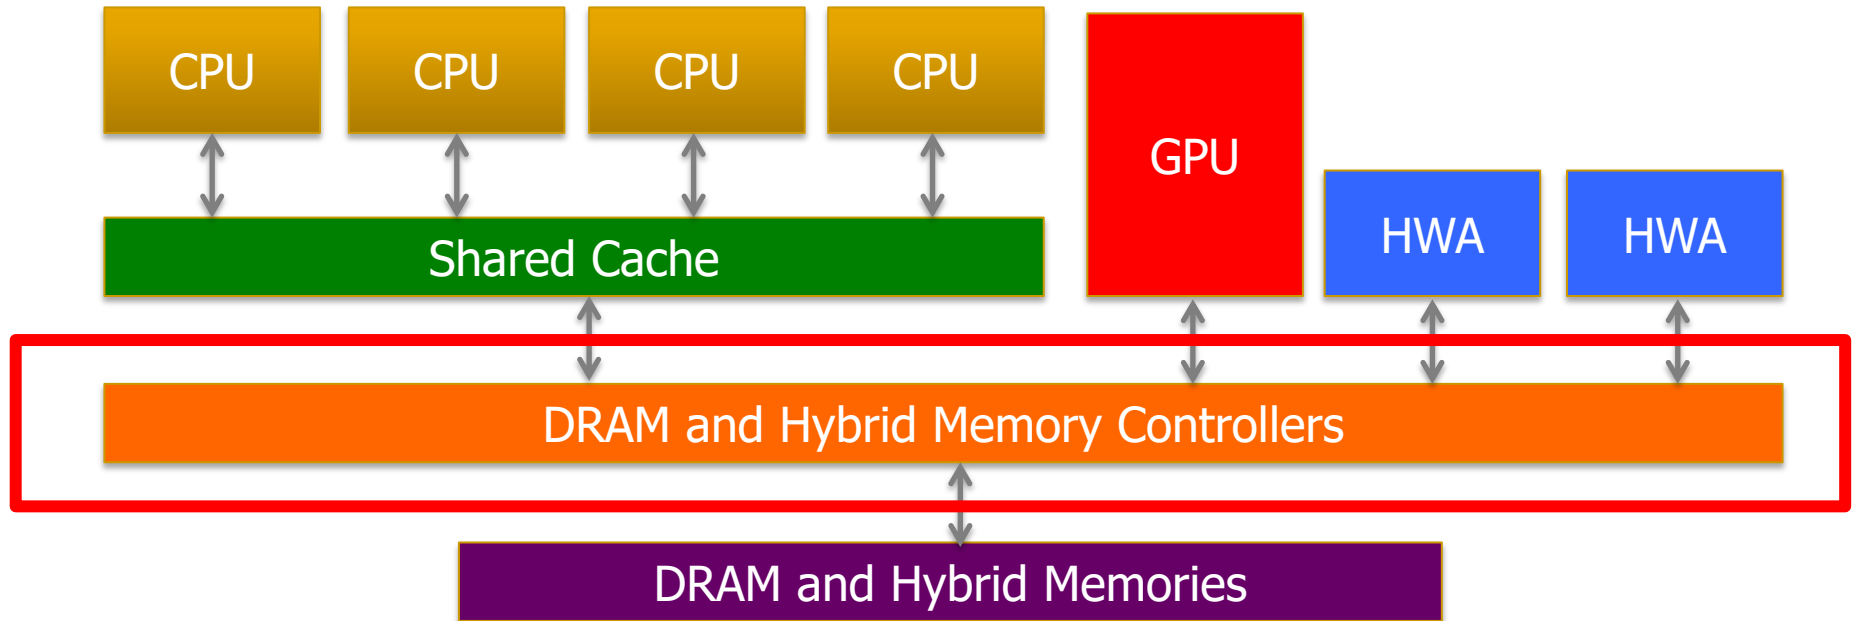 CPU
CPU
CPU
CPU
GPU
HWA
HWA
Shared Cache
DRAM and Hybrid Memory Controllers
DRAM and Hybrid Memories